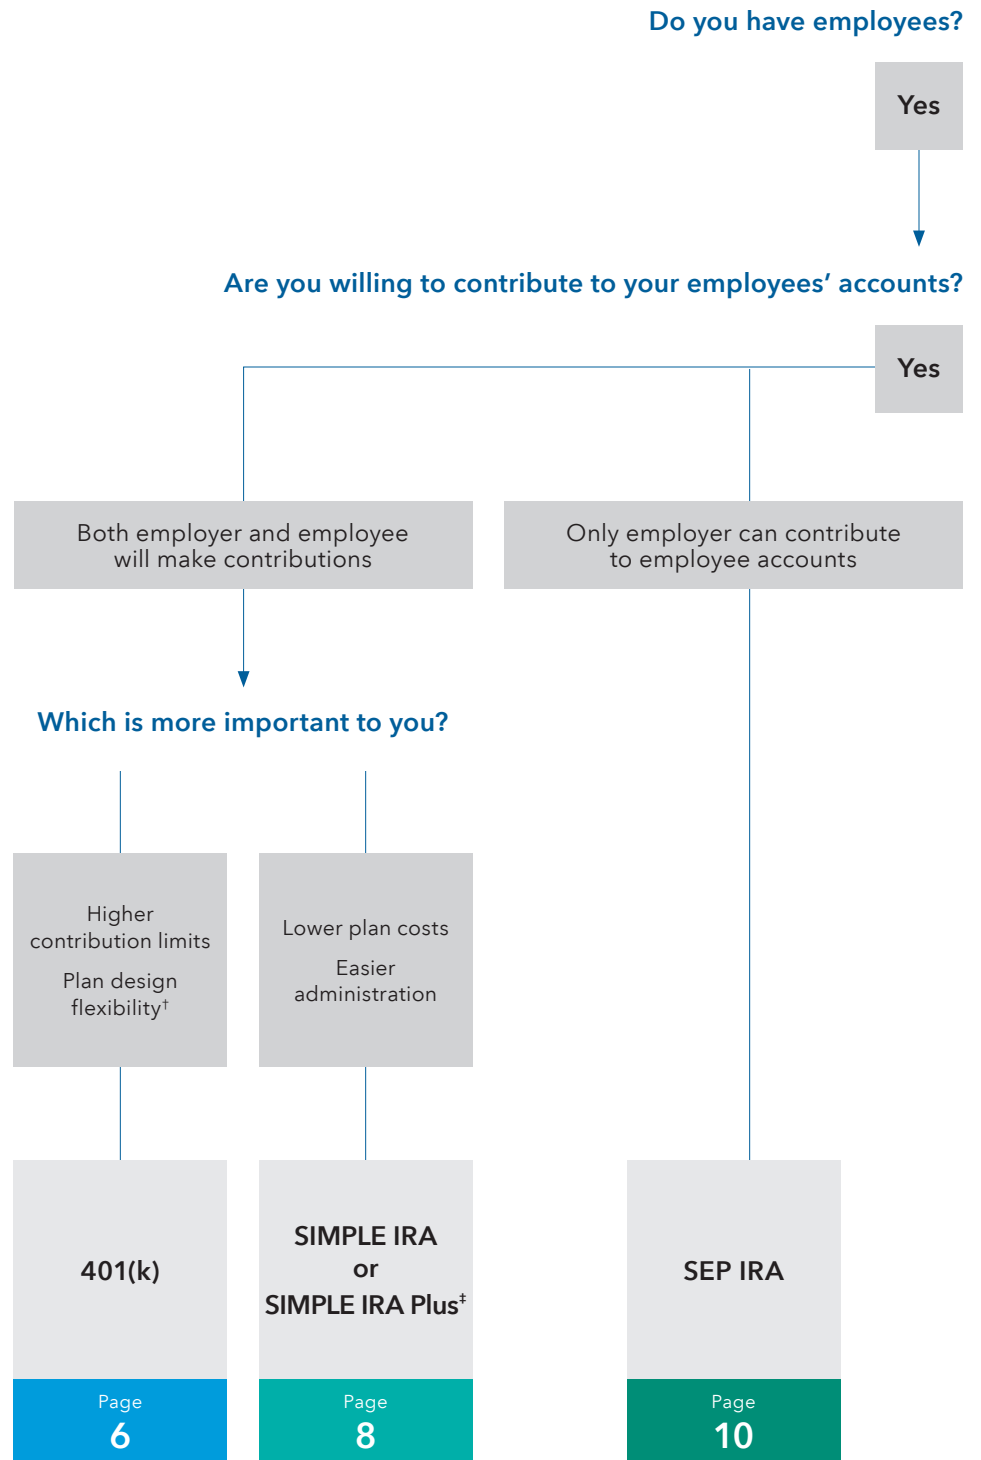 Do you have employees?
Yes
Are you willing to contribute to your employees’ accounts?
Yes
Both employer and employee
will make contributions
Only employer can contribute
to employee accounts
Which is more important to you?
Higher
contribution limits
Plan design
flexibility†
Lower plan costs
Easier
administration
401(k)
SIMPLE IRA
or
SIMPLE IRA Plus‡
SEP IRA
Page
6
Page
8
Page
10